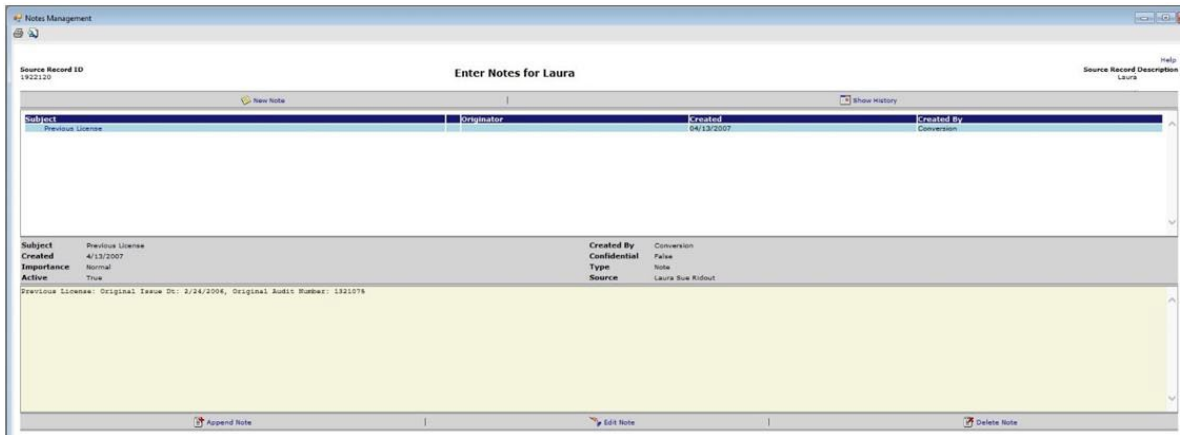 Notes Management
Help
Source Record ID
1922120
Enter Notes for Laura
Source Record Description
Laura
New Note | Show History
Subject Originator Created Created By
Previous License 04/13/2007 Conversion
Subject Previous License Created By Conversion
Created 4/13/2007 Confidential False
Importance Normal Type Note
Active True Source Laura Sue Ridout
Previous License: Original Issue Dt: 2/24/2006, Original Audit Number: 1321076
Append Note | Edit Note | Delete Note